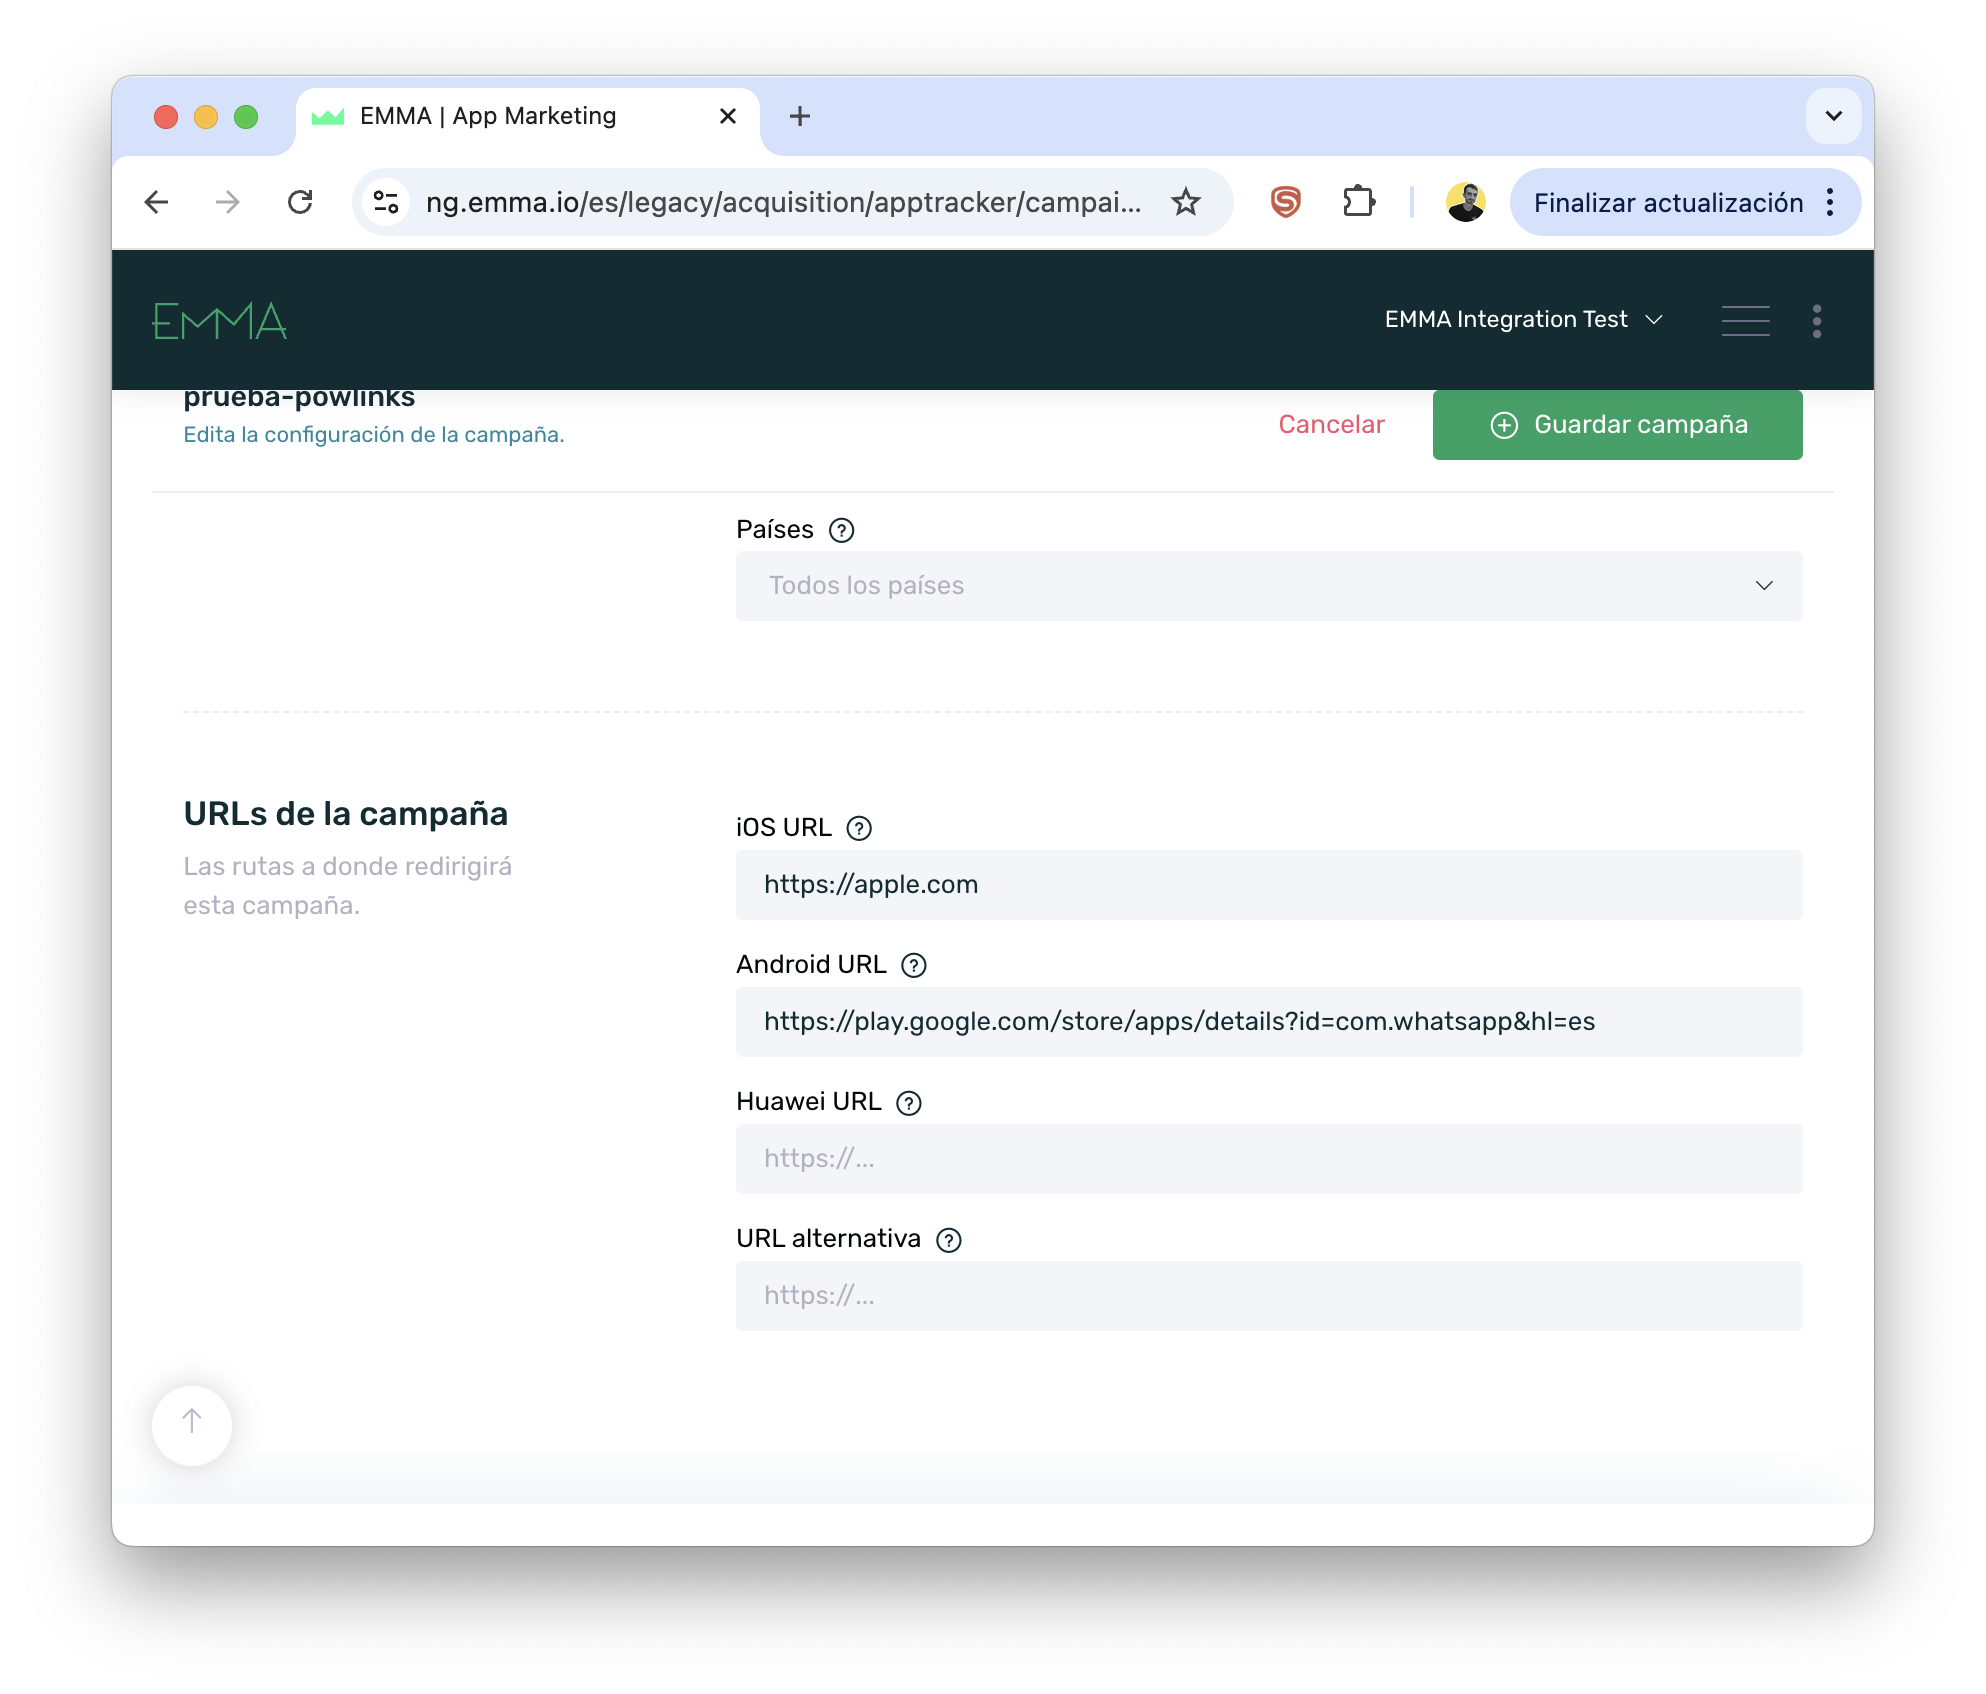 EMMA | App Marketing
ng.emma.io/es/legacy/acquisition/apptracker/campai...
Finalizar actualización
EMMA
EMMA Integration Test
prueba-powlinks
Edita la configuración de la campaña.
Cancelar
Guardar campaña
Países
Todos los países
URLs de la campaña
Las rutas a donde redirigirá
esta campaña.
iOS URL
https://apple.com
Android URL
https://play.google.com/store/apps/details?id=com.whatsapp&hl=es
Huawei URL
https://...
URL alternativa
https://...